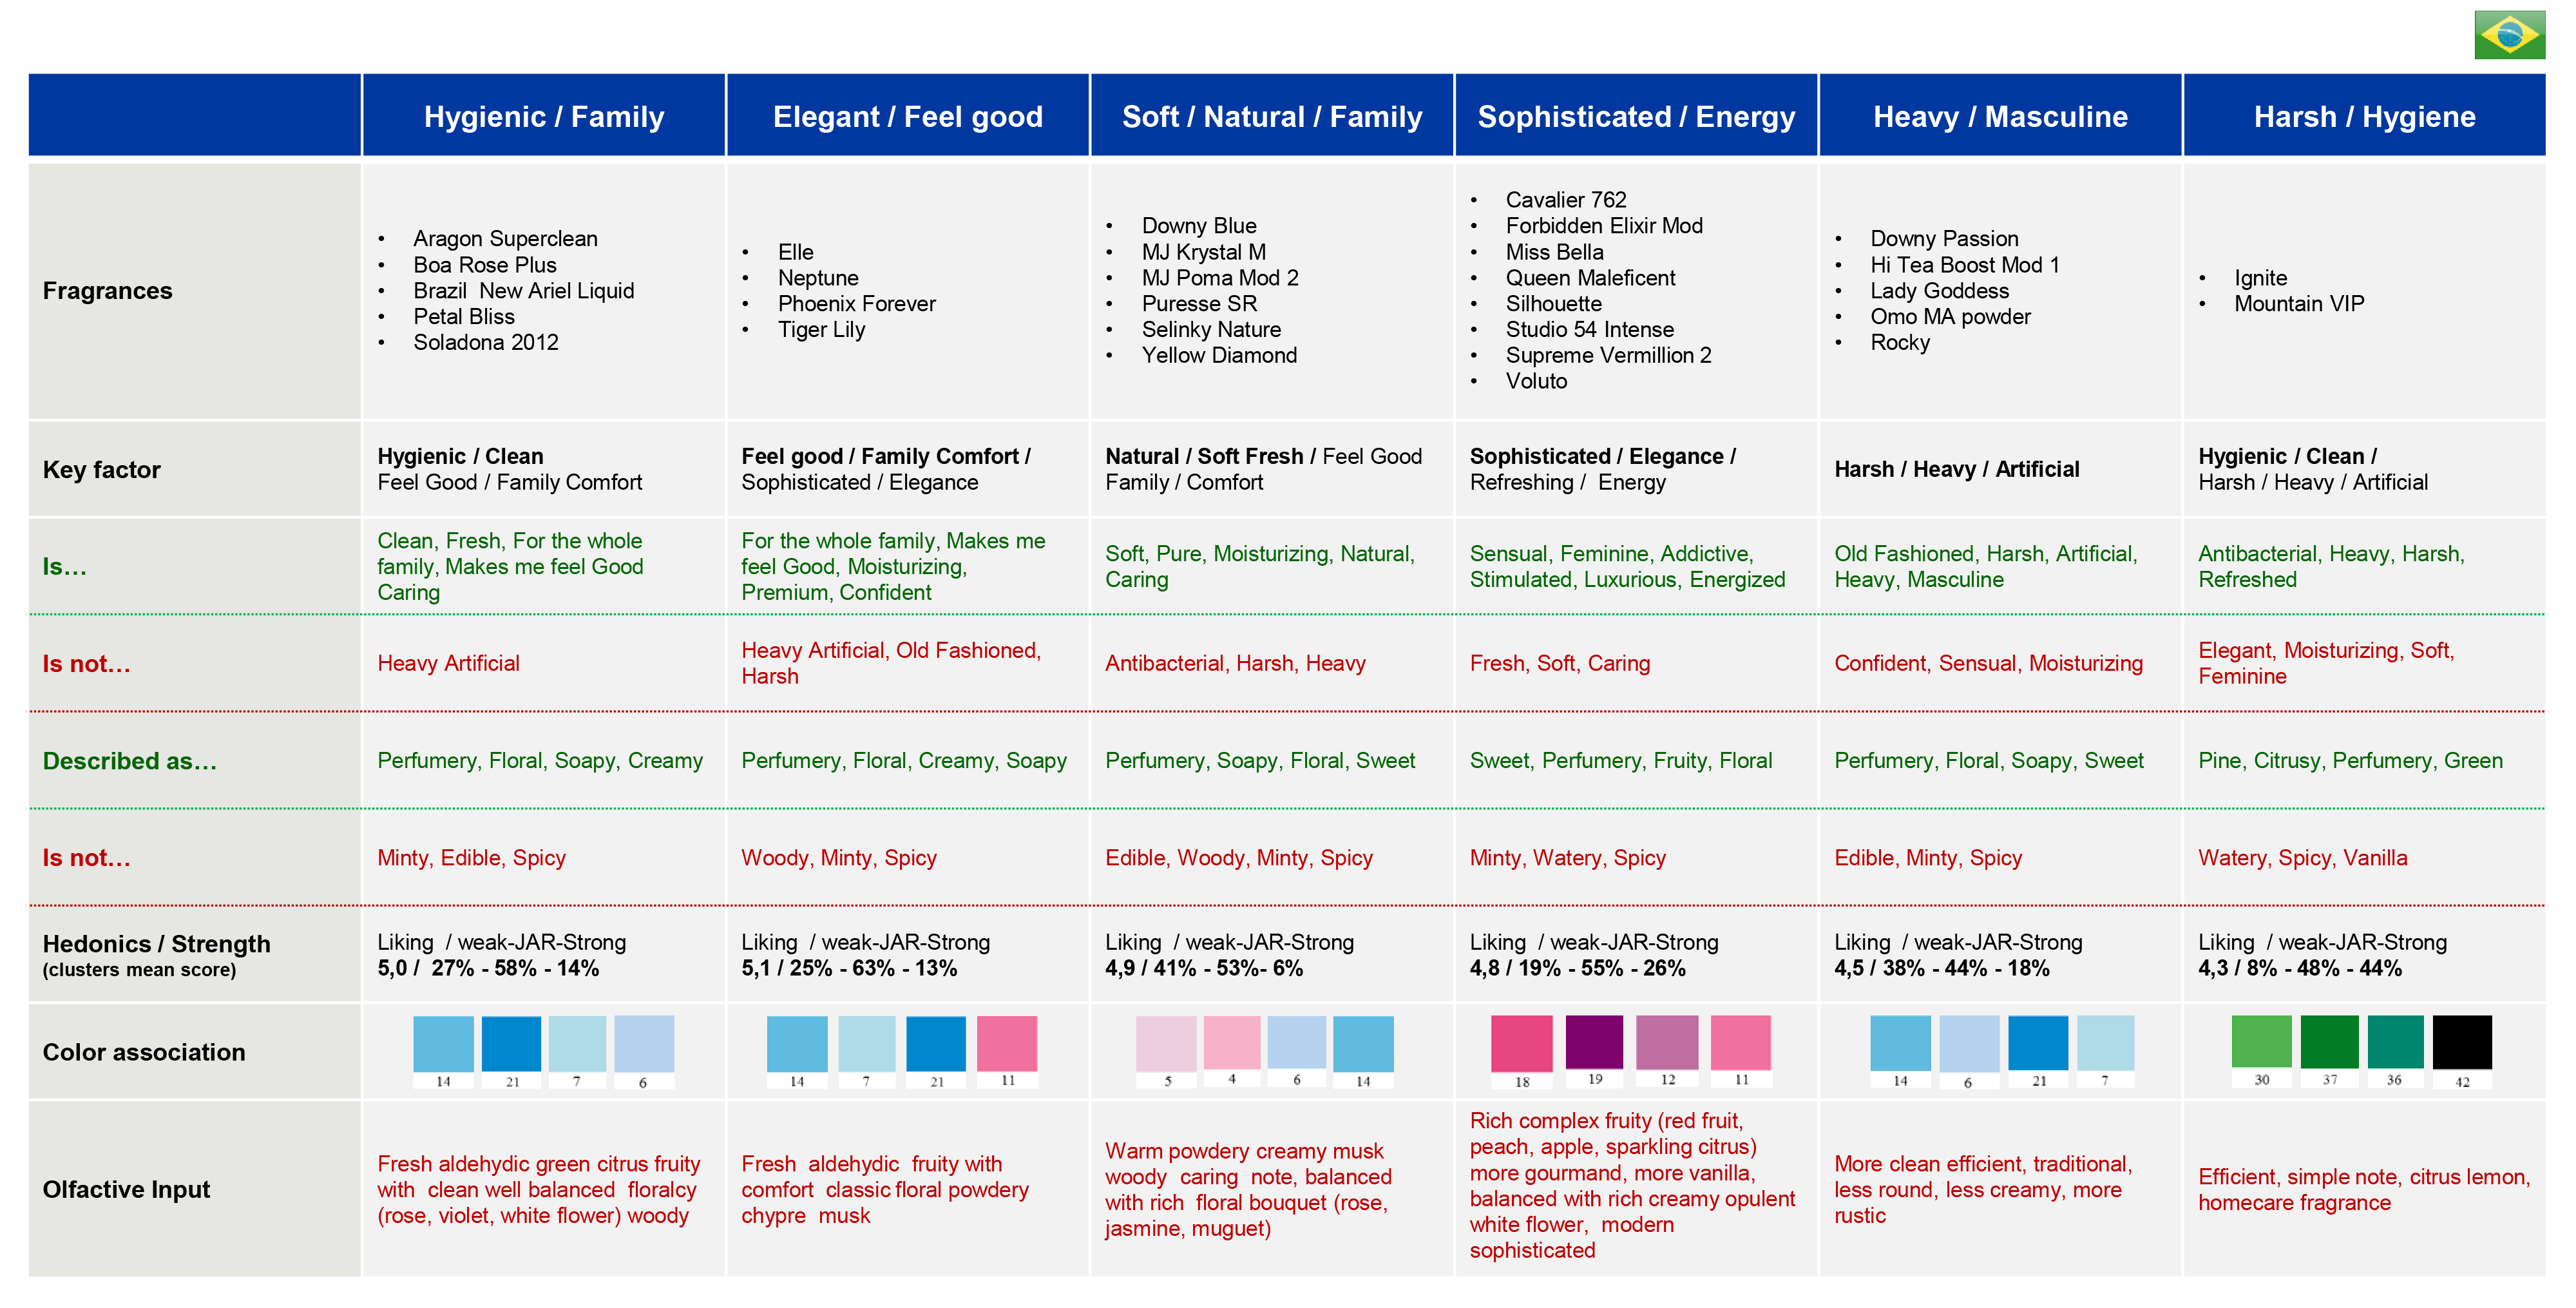 Hygienic / Family
Elegant / Feel good
Soft / Natural / Family
Sophisticated / Energy
Heavy / Masculine
Harsh / Hygiene
Fragrances
• Aragon Superclean
• Boa Rose Plus
• Brazil New Ariel Liquid
• Petal Bliss
• Soladona 2012
• Elle
• Neptune
• Phoenix Forever
• Tiger Lily
• Downy Blue
• MJ Krystal M
• MJ Poma Mod 2
• Puresse SR
• Selinky Nature
• Yellow Diamond
• Cavalier 762
• Forbidden Elixir Mod
• Miss Bella
• Queen Maleficent
• Silhouette
• Studio 54 Intense
• Supreme Vermillion 2
• Voluto
• Downy Passion
• Hi Tea Boost Mod 1
• Lady Goddess
• Omo MA powder
• Rocky
• Ignite
• Mountain VIP
Key factor
Hygienic / Clean
Feel Good / Family Comfort
Feel good / Family Comfort /
Sophisticated / Elegance
Natural / Soft Fresh / Feel Good
Family / Comfort
Sophisticated / Elegance /
Refreshing / Energy
Harsh / Heavy / Artificial
Hygienic / Clean /
Harsh / Heavy / Artificial
Is…
Clean, Fresh, For the whole
family, Makes me feel Good
Caring
For the whole family, Makes me
feel Good, Moisturizing,
Premium, Confident
Soft, Pure, Moisturizing, Natural,
Caring
Sensual, Feminine, Addictive,
Stimulated, Luxurious, Energized
Old Fashioned, Harsh, Artificial,
Heavy, Masculine
Antibacterial, Heavy, Harsh,
Refreshed
Is not…
Heavy Artificial
Heavy Artificial, Old Fashioned,
Harsh
Antibacterial, Harsh, Heavy
Fresh, Soft, Caring
Confident, Sensual, Moisturizing
Elegant, Moisturizing, Soft,
Feminine
Described as…
Perfumery, Floral, Soapy, Creamy
Perfumery, Floral, Creamy, Soapy
Perfumery, Soapy, Floral, Sweet
Sweet, Perfumery, Fruity, Floral
Perfumery, Floral, Soapy, Sweet
Pine, Citrusy, Perfumery, Green
Is not…
Minty, Edible, Spicy
Woody, Minty, Spicy
Edible, Woody, Minty, Spicy
Minty, Watery, Spicy
Edible, Minty, Spicy
Watery, Spicy, Vanilla
Hedonics / Strength
(clusters mean score)
Liking / weak-JAR-Strong
5,0 / 27% - 58% - 14%
Liking / weak-JAR-Strong
5,1 / 25% - 63% - 13%
Liking / weak-JAR-Strong
4,9 / 41% - 53%- 6%
Liking / weak-JAR-Strong
4,8 / 19% - 55% - 26%
Liking / weak-JAR-Strong
4,5 / 38% - 44% - 18%
Liking / weak-JAR-Strong
4,3 / 8% - 48% - 44%
Color association
14 21 7 6
14 7 21 11
5 4 6 14
18 19 12 11
14 6 21 7
30 37 36 42
Olfactive Input
Fresh aldehydic green citrus fruity
with clean well balanced floralcy
(rose, violet, white flower) woody
Fresh aldehydic fruity with
comfort classic floral powdery
chypre musk
Warm powdery creamy musk
woody caring note, balanced
with rich floral bouquet (rose,
jasmine, muguet)
Rich complex fruity (red fruit,
peach, apple, sparkling citrus)
more gourmand, more vanilla,
balanced with rich creamy opulent
white flower, modern
sophisticated
More clean efficient, traditional,
less round, less creamy, more
rustic
Efficient, simple note, citrus lemon,
homecare fragrance